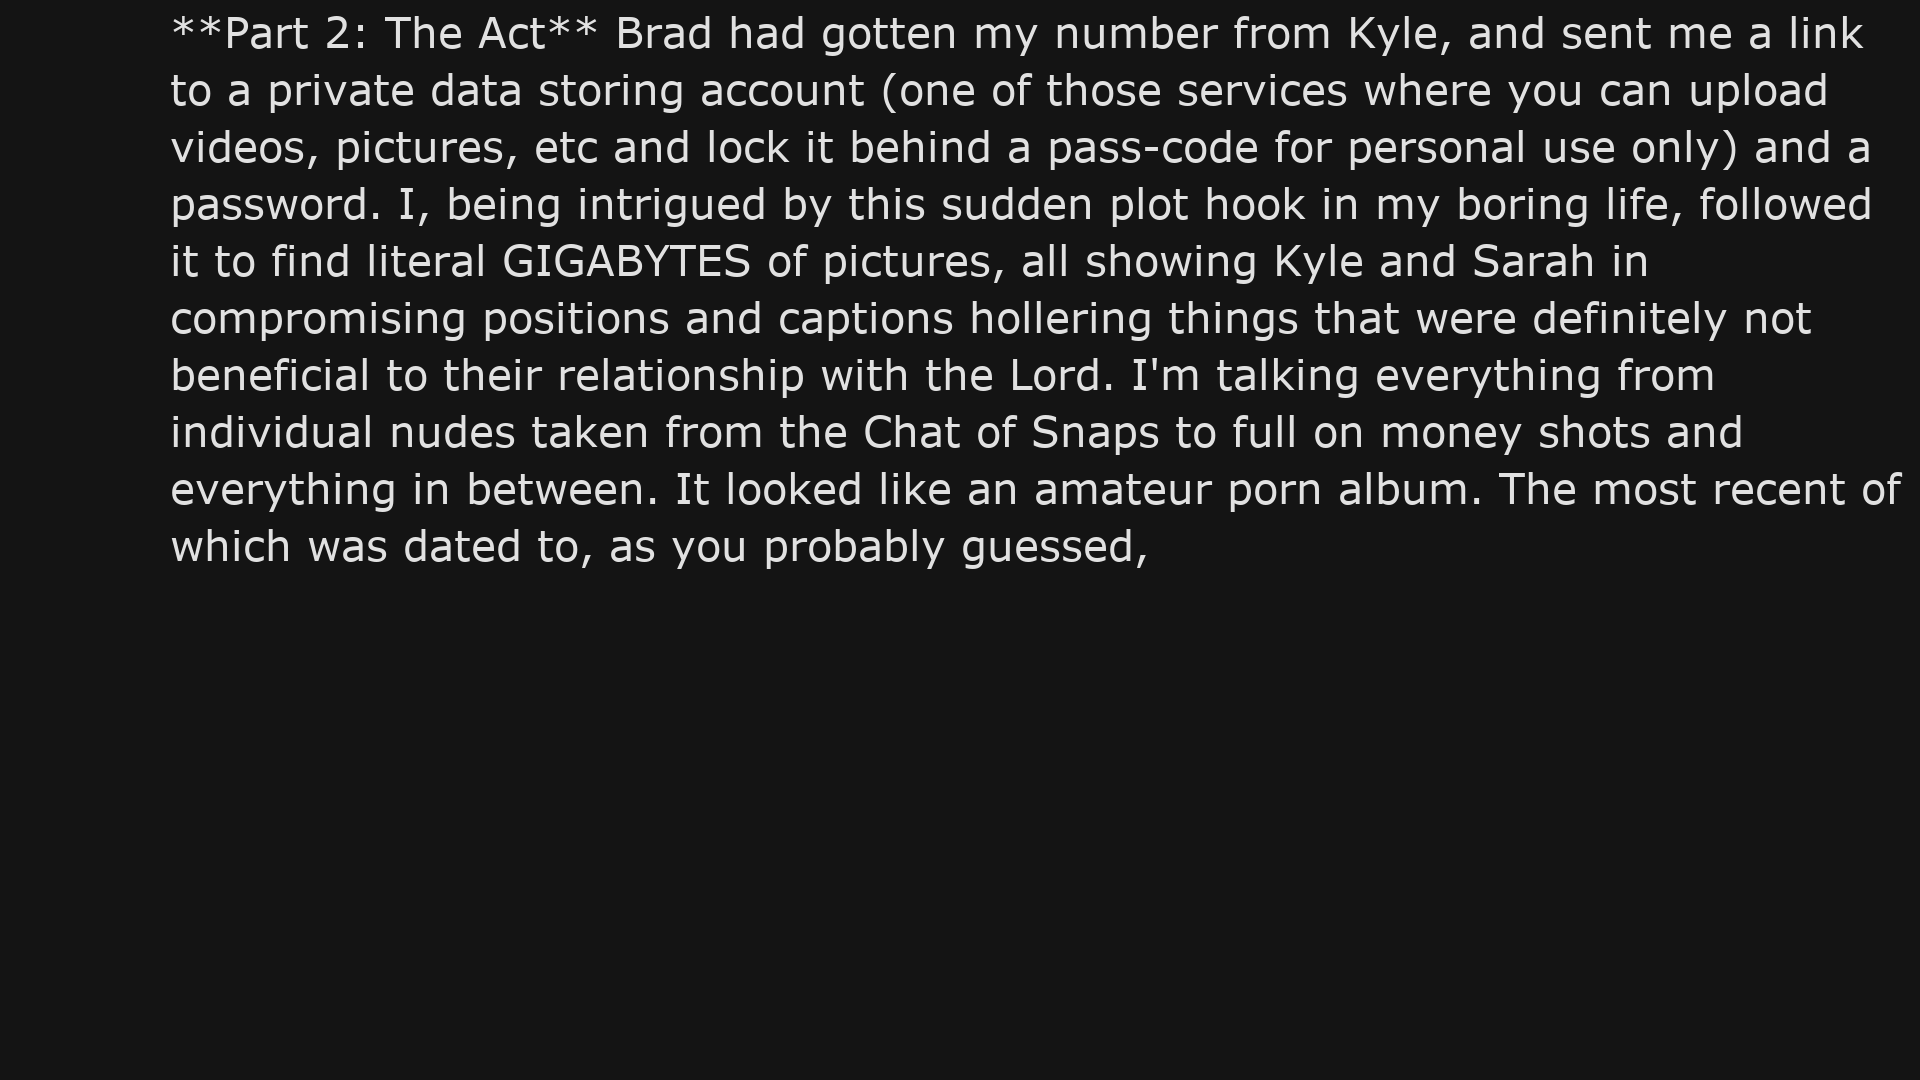 **Part 2: The Act** Brad had gotten my number from Kyle, and sent me a link
to a private data storing account (one of those services where you can upload
videos, pictures, etc and lock it behind a pass-code for personal use only) and a
password. I, being intrigued by this sudden plot hook in my boring life, followed
it to find literal GIGABYTES of pictures, all showing Kyle and Sarah in
compromising positions and captions hollering things that were definitely not
beneficial to their relationship with the Lord. I'm talking everything from
individual nudes taken from the Chat of Snaps to full on money shots and
everything in between. It looked like an amateur porn album. The most recent of
which was dated to, as you probably guessed,